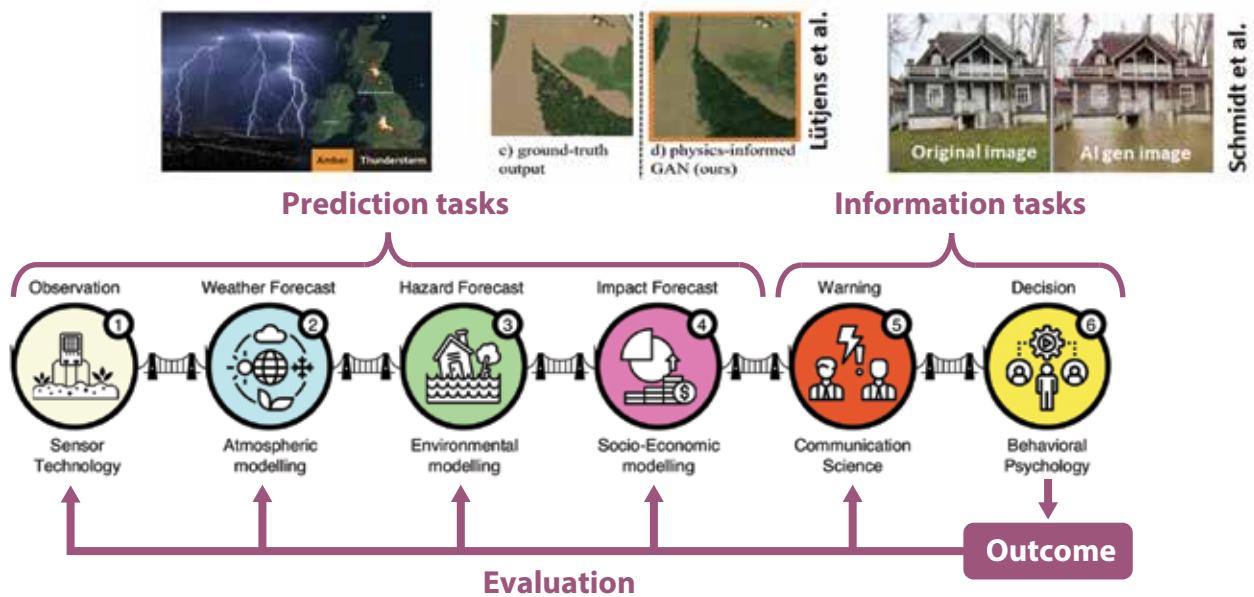 Amber Thunderstorm
c) ground-truth
output
d) physics-informed
GAN (ours)
Lütjens et al.
Original image
AI gen image
Schmidt et al.
Prediction tasks
Information tasks
Observation
Weather Forecast
Hazard Forecast
Impact Forecast
Warning
Decision
1
2
3
4
5
6
$
Sensor
Technology
Atmospheric
modelling
Environmental
modelling
Socio-Economic
modelling
Communication
Science
Behavioral
Psychology
Outcome
Evaluation